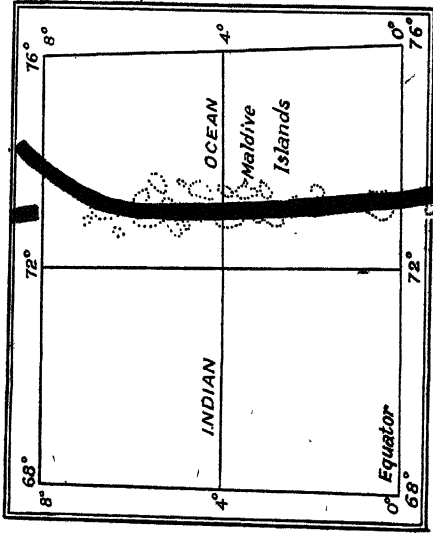 68° 72° 76°
8° 8°
INDIAN OCEAN
4° 4°
Maldive
Islands
Equator
0° 0°
68° 72° 76°